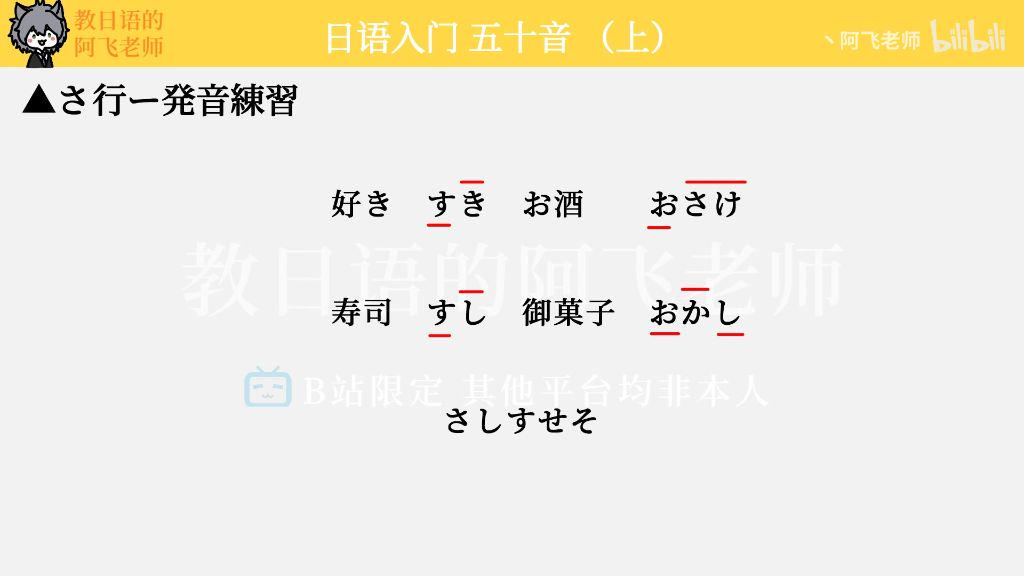 教日语的
阿飞老师
日语入门 五十音 （上）
丶阿飞老师 bilibili
▲さ行ー発音練習
好き すき お酒 おさけ
教日语的阿飞老师
寿司 すし 御菓子 おかし
B站限定 其他平台均非本人
さしすせそ